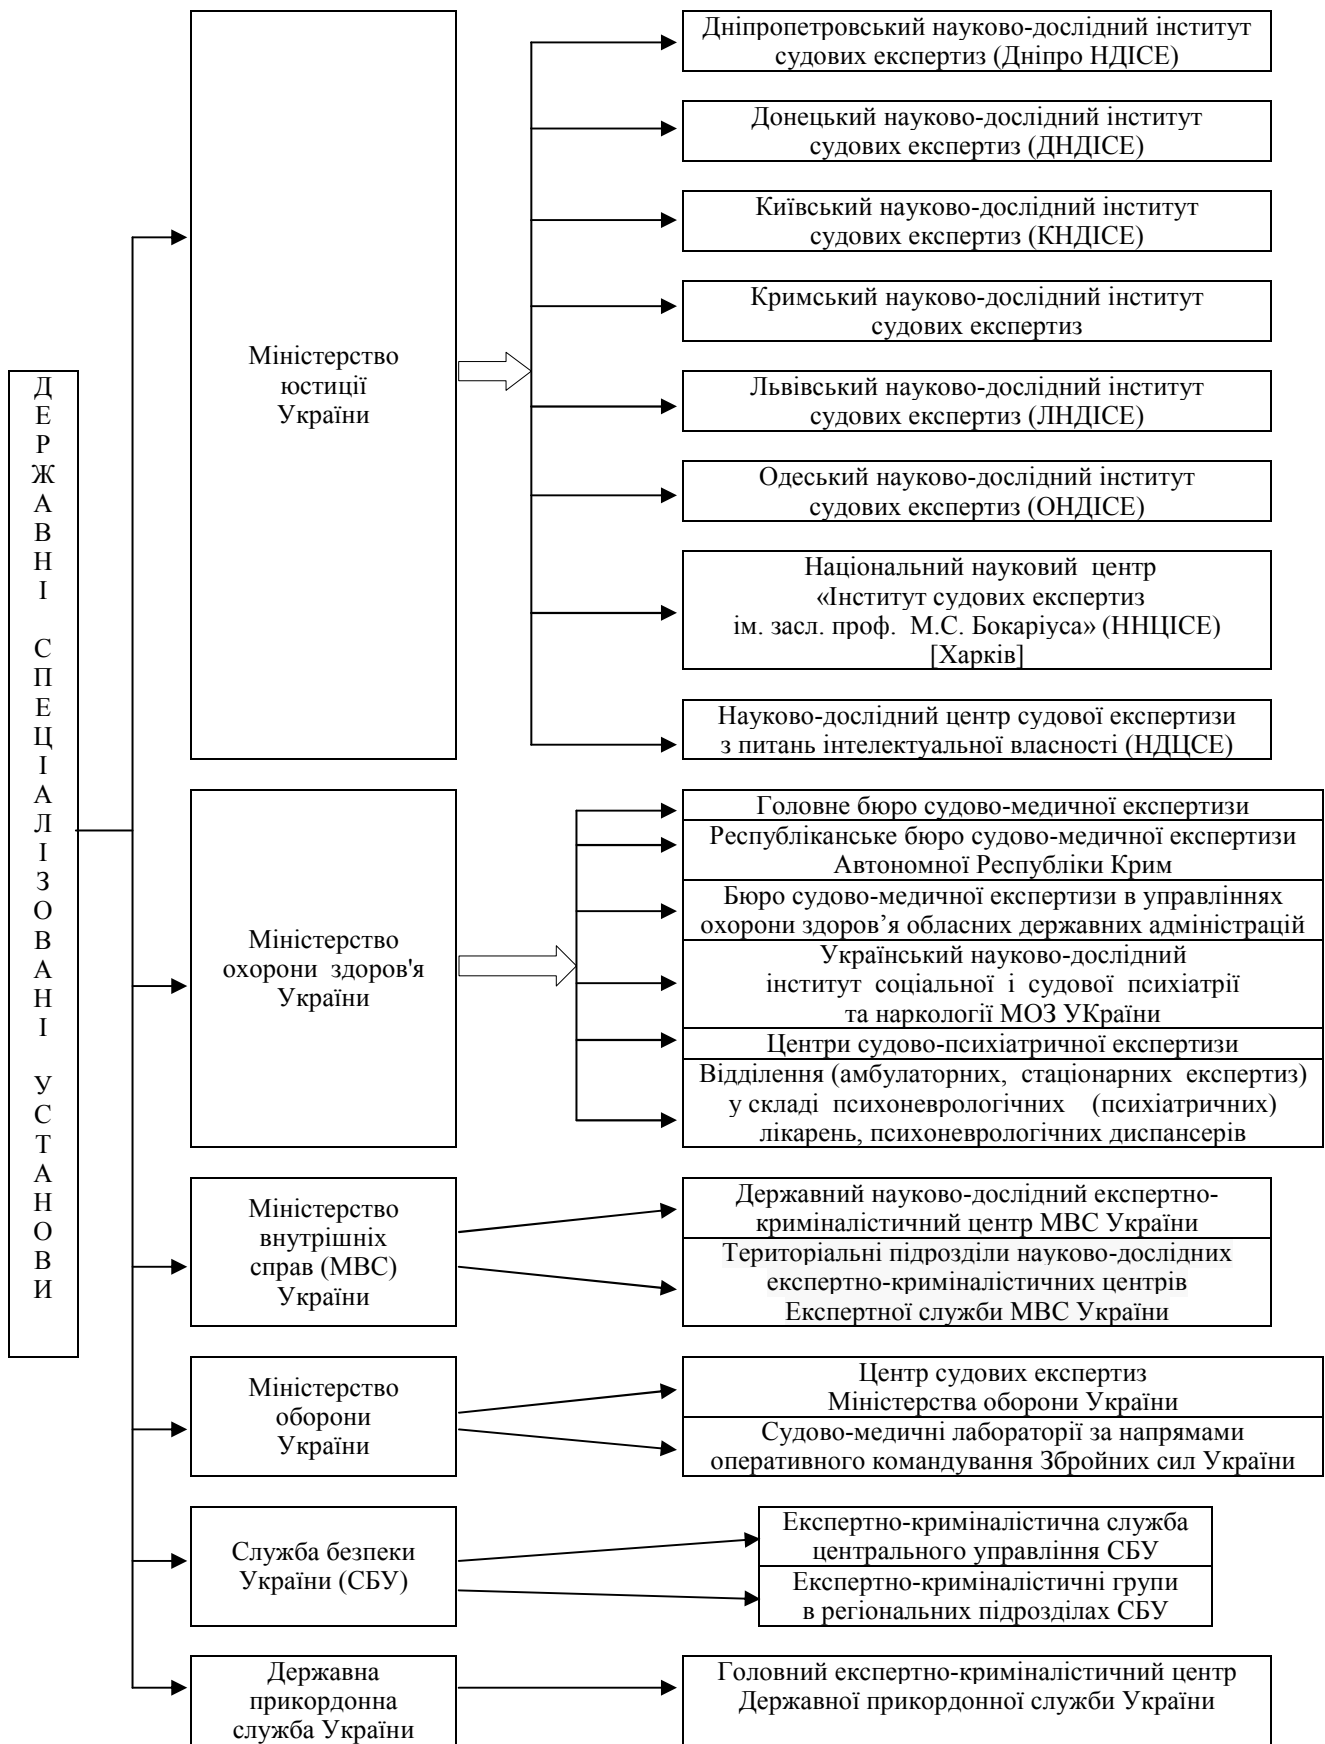 ДЕРЖАВНІ СПЕЦІАЛІЗОВАНІ УСТАНОВИ
Міністерство
юстиції
України
Дніпропетровський науково-дослідний інститут
судових експертиз (Дніпро НДІСЕ)
Донецький науково-дослідний інститут
судових експертиз (ДНДІСЕ)
Київський науково-дослідний інститут
судових експертиз (КНДІСЕ)
Кримський науково-дослідний інститут
судових експертиз
Львівський науково-дослідний інститут
судових експертиз (ЛНДІСЕ)
Одеський науково-дослідний інститут
судових експертиз (ОНДІСЕ)
Національний науковий центр
«Інститут судових експертиз
ім. засл. проф. М.С. Бокаріуса» (ННЦІСЕ)
[Харків]
Науково-дослідний центр судової експертизи
з питань інтелектуальної власності (НДЦСЕ)
Міністерство
охорони здоров'я
України
Головне бюро судово-медичної експертизи
Республіканське бюро судово-медичної експертизи
Автономної Республіки Крим
Бюро судово-медичної експертизи в управліннях
охорони здоров’я обласних державних адміністрацій
Український науково-дослідний
інститут соціальної і судової психіатрії
та наркології МОЗ УКраїни
Центри судово-психіатричної експертизи
Відділення (амбулаторних, стаціонарних експертиз)
у складі психоневрологічних (психіатричних)
лікарень, психоневрологічних диспансерів
Міністерство
внутрішніх
справ (МВС)
України
Державний науково-дослідний експертно-
криміналістичний центр МВС України
Територіальні підрозділи науково-дослідних
експертно-криміналістичних центрів
Експертної служби МВС України
Міністерство
оборони
України
Центр судових експертиз
Міністерства оборони України
Судово-медичні лабораторії за напрямами
оперативного командування Збройних сил України
Служба безпеки
України (СБУ)
Експертно-криміналістична служба
центрального управління СБУ
Експертно-криміналістичні групи
в регіональних підрозділах СБУ
Державна
прикордонна
служба України
Головний експертно-криміналістичний центр
Державної прикордонної служби України